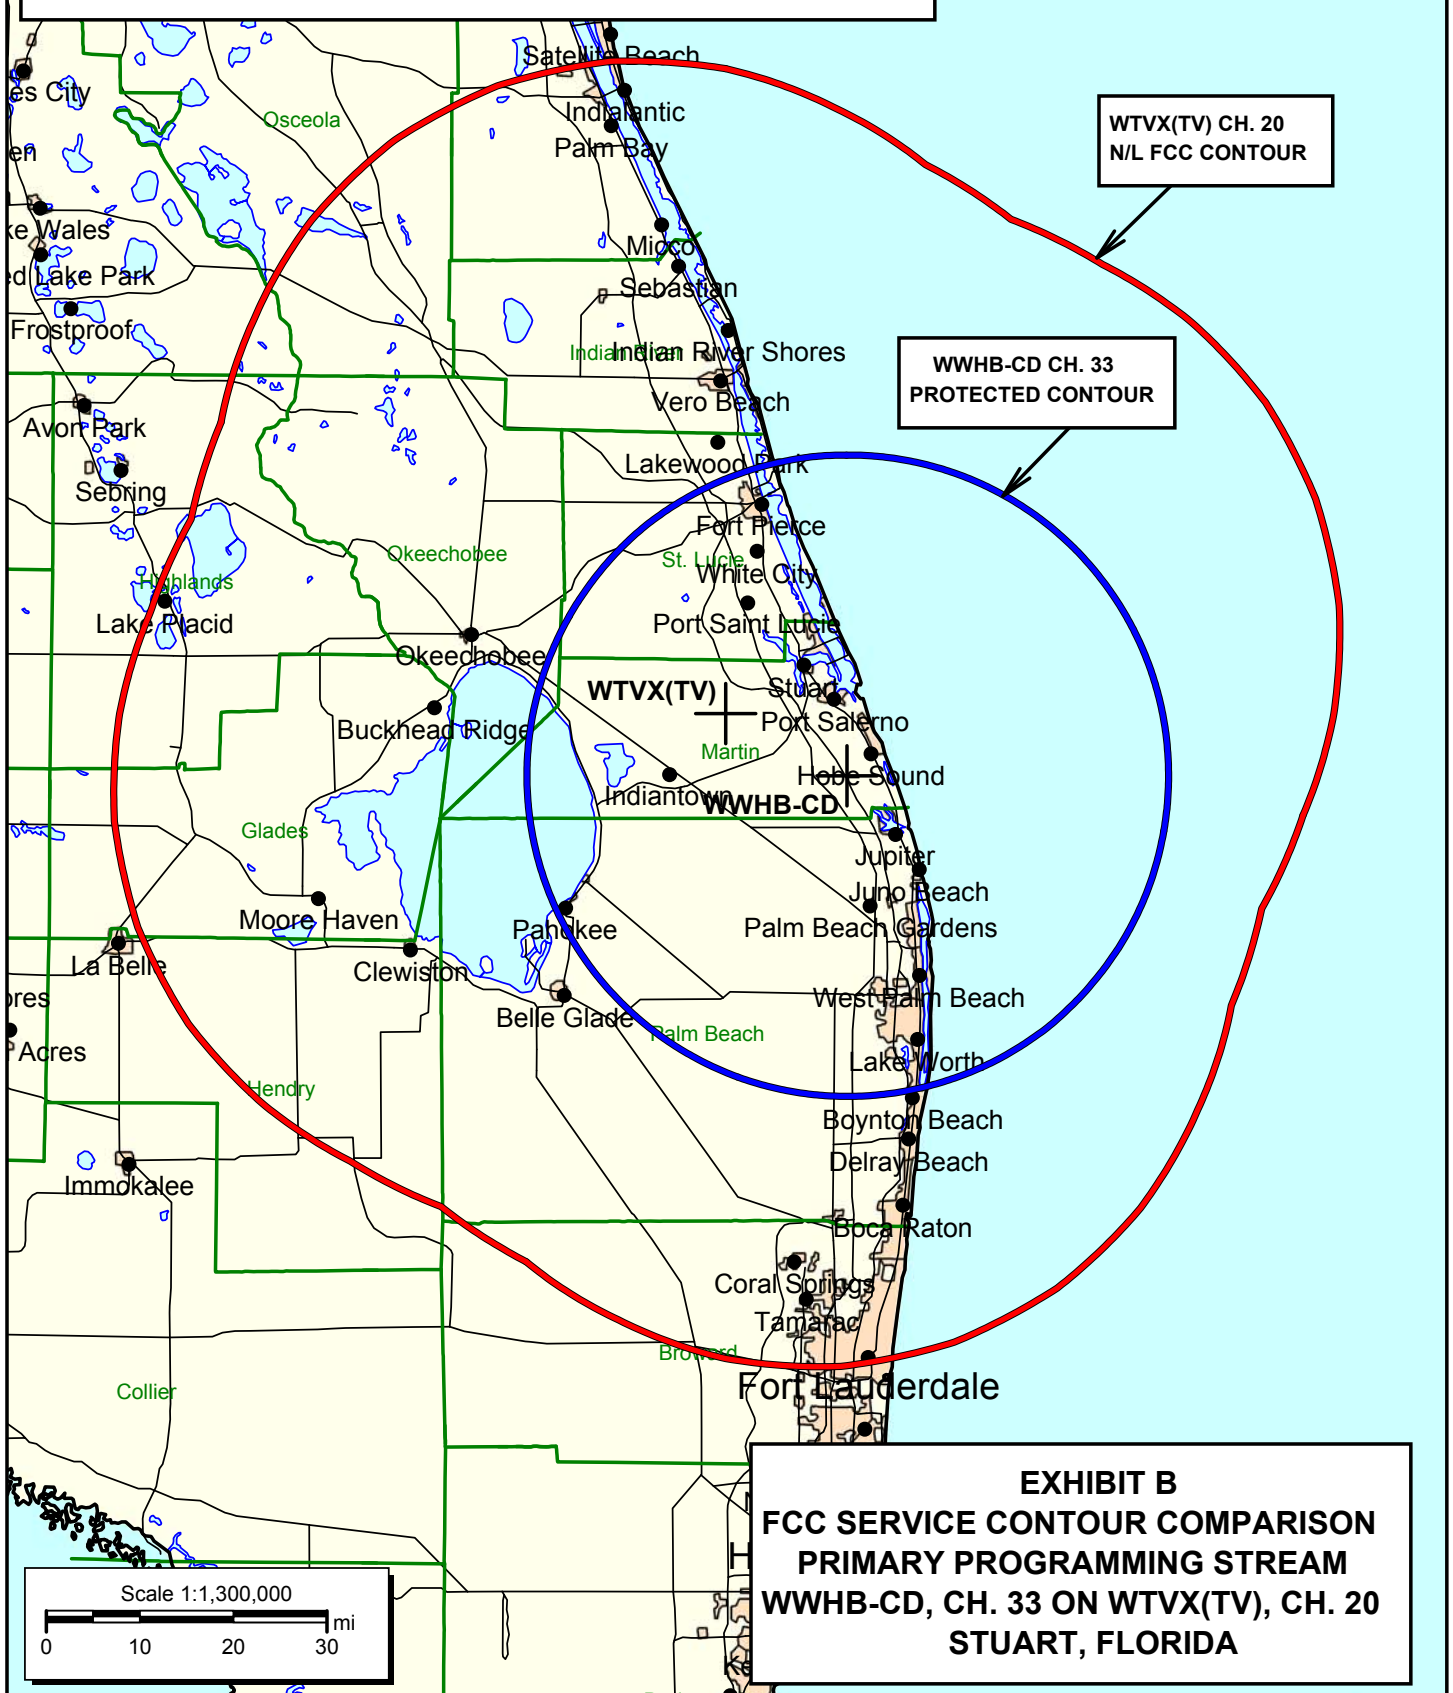 Satellite Beach
es City
Indialantic
Osceola
WTVX(TV) CH. 20
N/L FCC CONTOUR
Palm Bay
en
ke Wales
Micco
ed Lake Park
Sebastian
Frostproof
Indian River
Indian River Shores
WWHB-CD CH. 33
PROTECTED CONTOUR
Vero Beach
Avon Park
Lakewood Park
Sebring
Fort Pierce
Okeechobee
St. Lucie
White City
Highlands
Lake Placid
Port Saint Lucie
Okeechobee
WTVX(TV)
Stuart
Port Salerno
Buckhead Ridge
Martin
Hobe Sound
Indiantown
WWHB-CD
Glades
Jupiter
Juno Beach
Moore Haven
Pahokee
Palm Beach Gardens
La Belle
Clewiston
ores
West Palm Beach
Belle Glade
Palm Beach
Acres
Lake Worth
Hendry
Boynton Beach
Delray Beach
Immokalee
Boca Raton
Coral Springs
Tamarac
Broward
Collier
Fort Lauderdale
EXHIBIT B
FCC SERVICE CONTOUR COMPARISON
PRIMARY PROGRAMMING STREAM
WWHB-CD, CH. 33 ON WTVX(TV), CH. 20
STUART, FLORIDA
H
Ke
Scale 1:1,300,000
mi
0 10 20 30